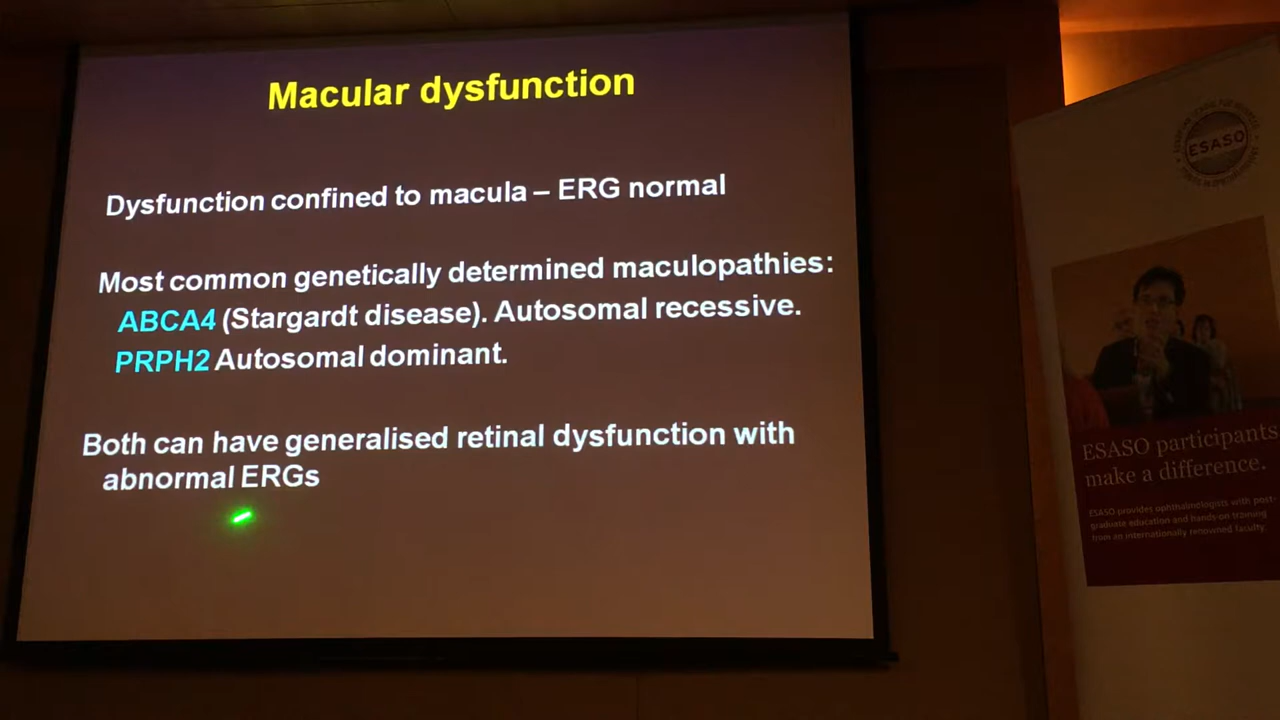 Macular dysfunction
Dysfunction confined to macula – ERG normal
Most common genetically determined maculopathies:
ABCA4 (Stargardt disease). Autosomal recessive.
PRPH2 Autosomal dominant.
Both can have generalised retinal dysfunction with
abnormal ERGs
ESASO
ESASO participants
make a difference.
ESASO provides ophthalmologists with post-
graduate education and hands-on training
from an internationally renowned faculty.